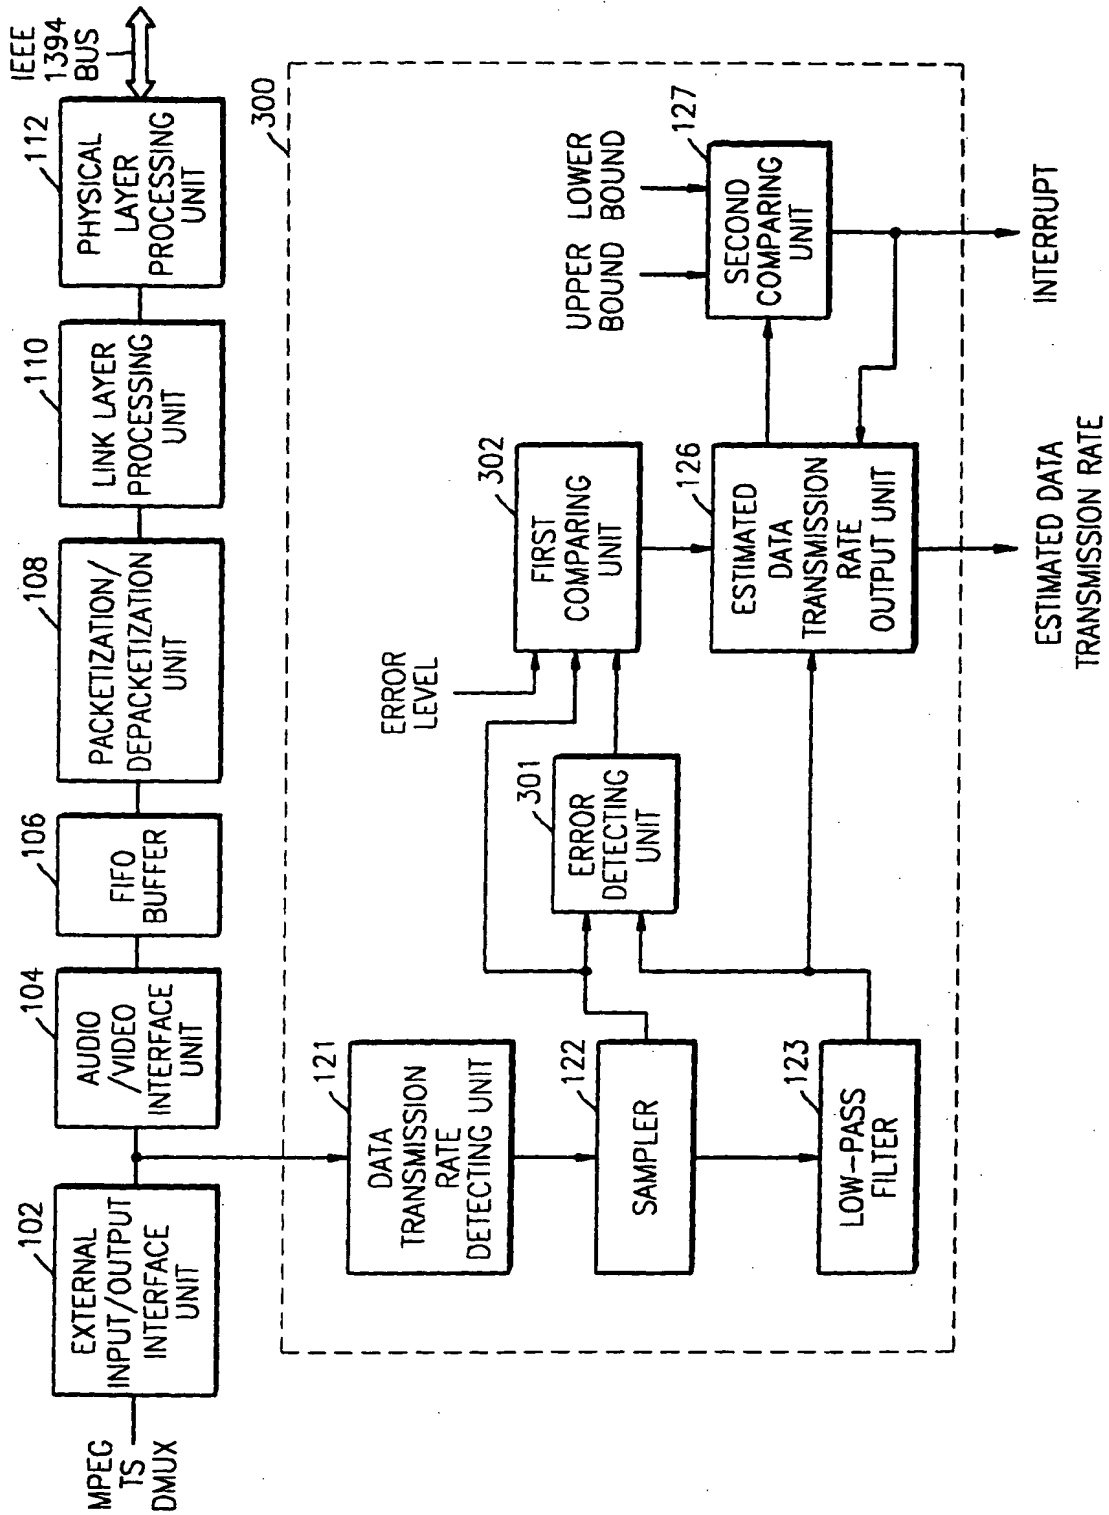 MPEG
TS
DMUX
102
EXTERNAL
INPUT/OUTPUT
INTERFACE
UNIT
104
AUDIO
/VIDEO
INTERFACE
UNIT
106
FIFO
BUFFER
108
PACKETIZATION/
DEPACKETIZATION
UNIT
110
LINK LAYER
PROCESSING
UNIT
112
PHYSICAL
LAYER
PROCESSING
UNIT
IEEE
1394
BUS
300
121
DATA
TRANSMISSION
RATE
DETECTING UNIT
122
SAMPLER
123
LOW-PASS
FILTER
301
ERROR
DETECTING
UNIT
ERROR
LEVEL
302
FIRST
COMPARING
UNIT
126
ESTIMATED
DATA
TRANSMISSION
RATE
OUTPUT UNIT
UPPER
BOUND
LOWER
BOUND
127
SECOND
COMPARING
UNIT
ESTIMATED DATA
TRANSMISSION RATE
INTERRUPT